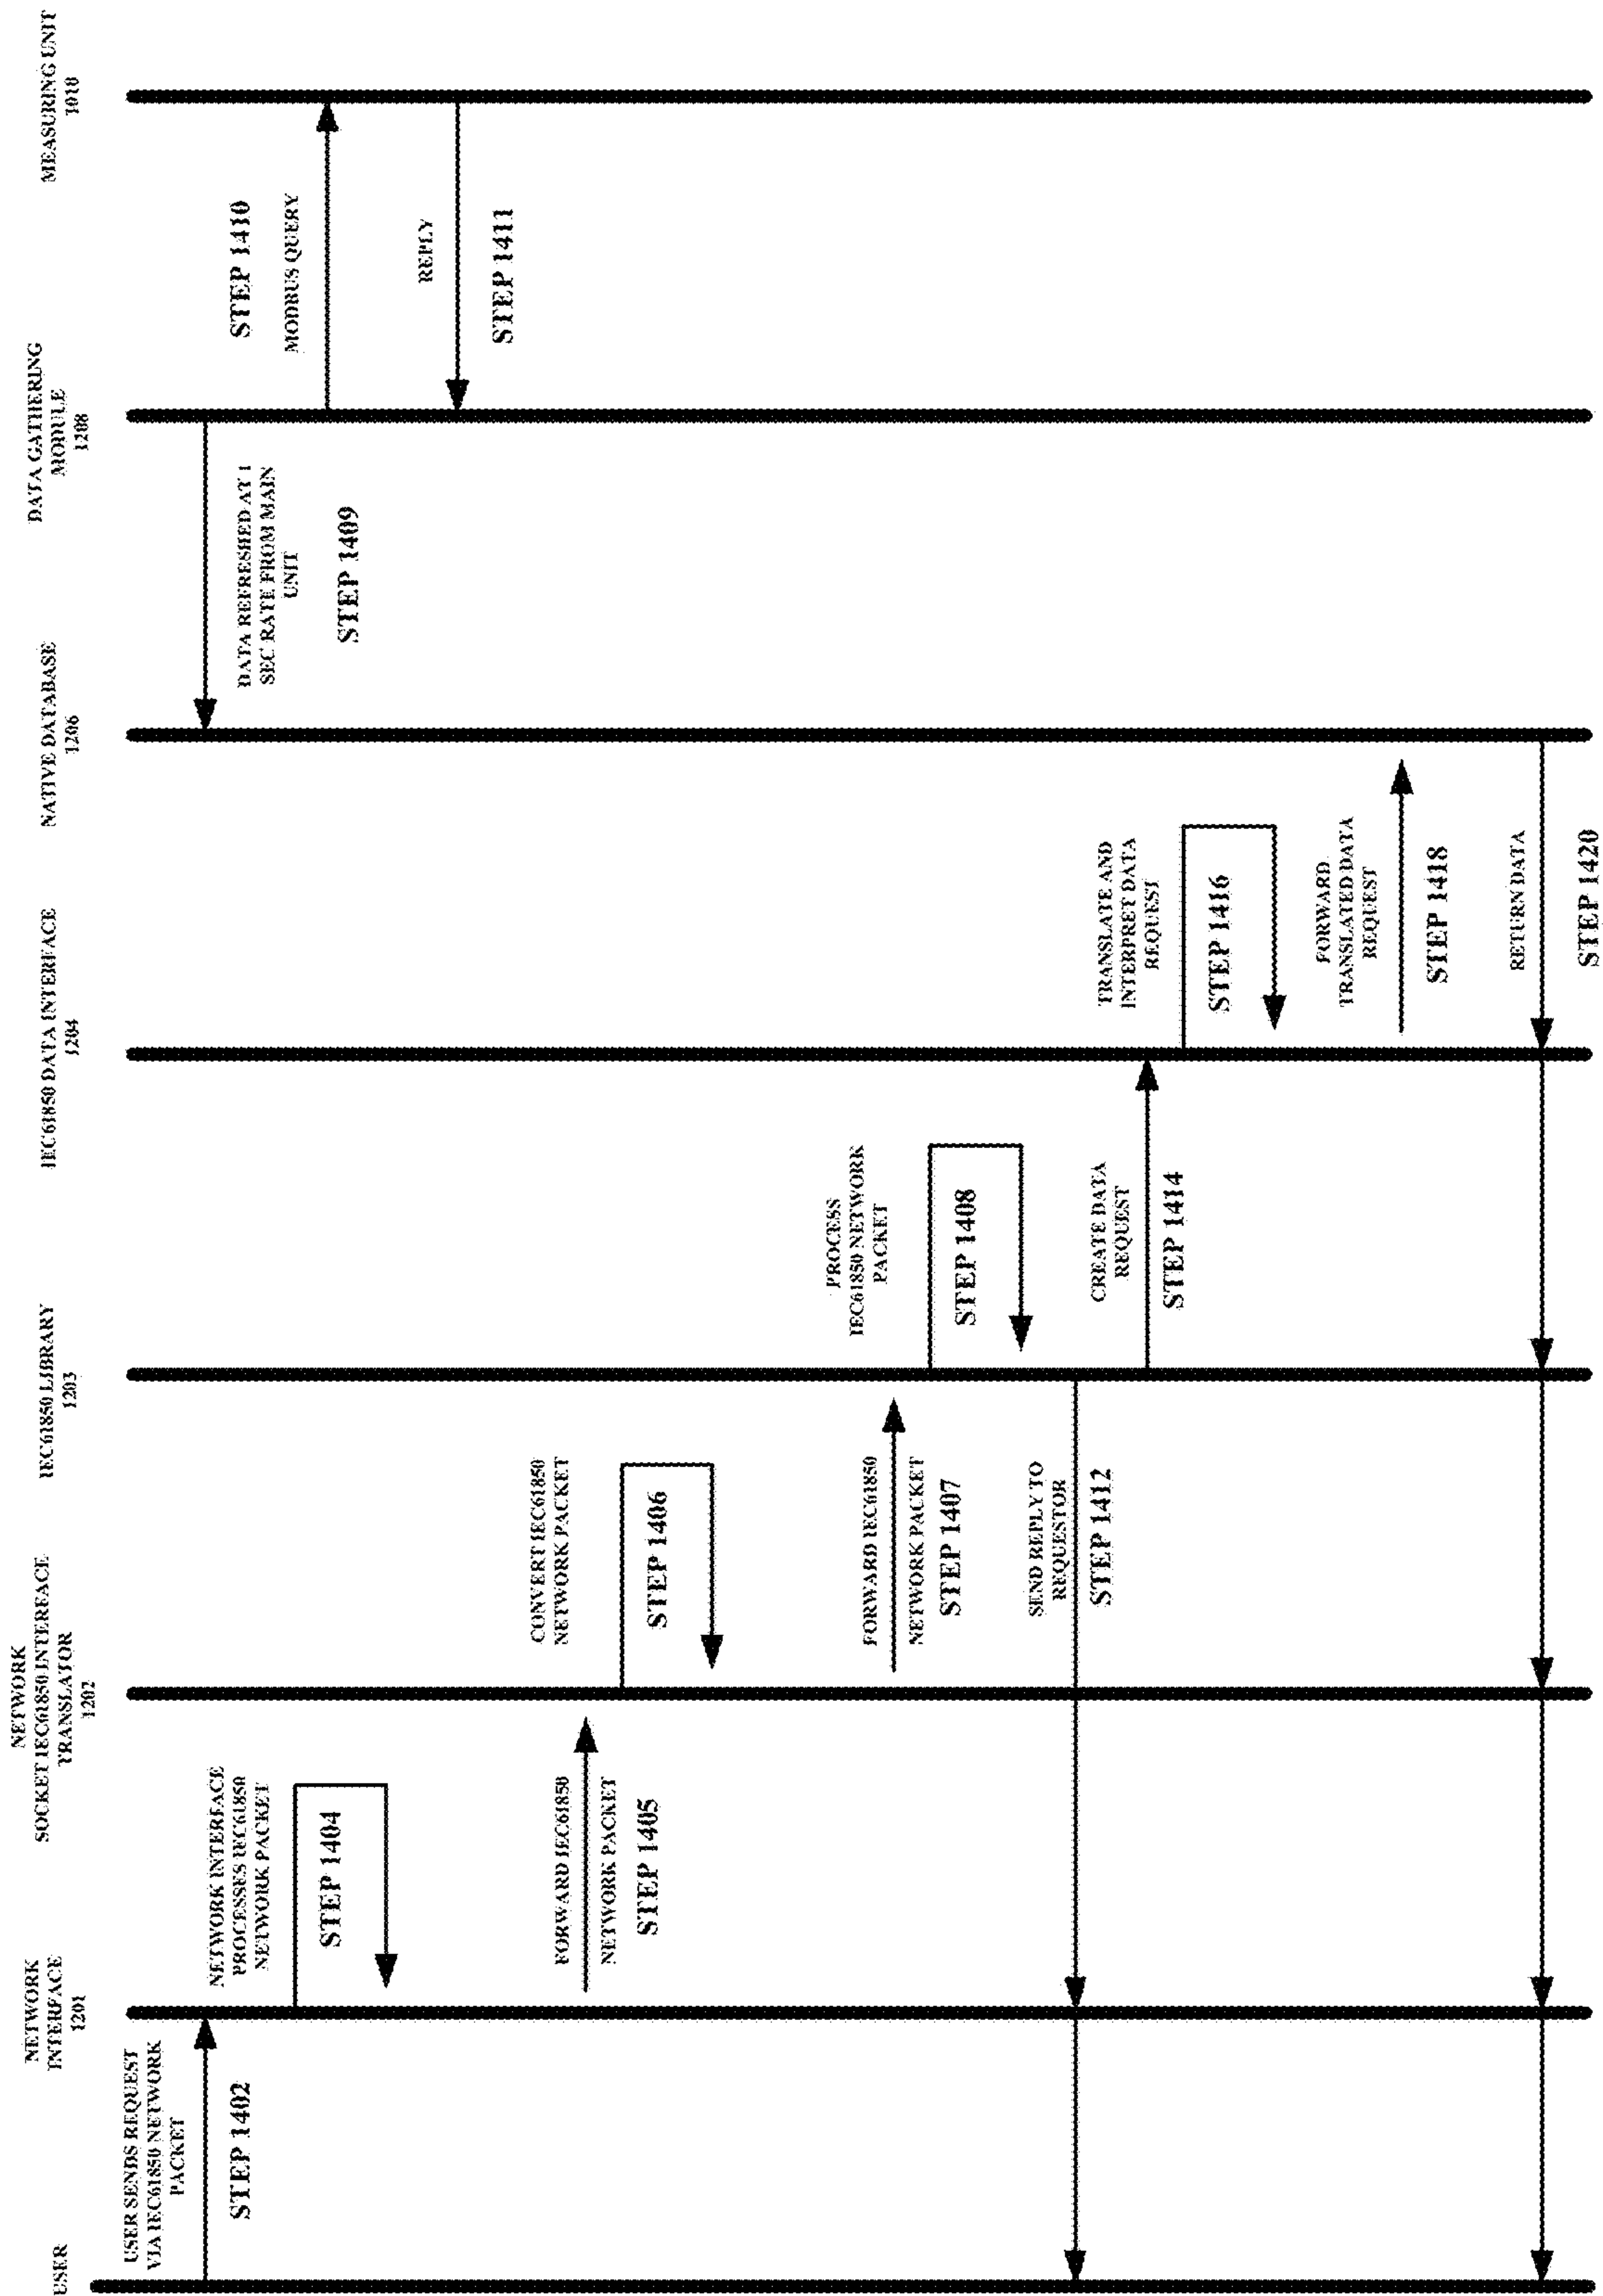 USER
NETWORK
INTERFACE
1201
NETWORK
SOCKET IEC61850 INTEREACE
TRANSLATOR
1202
IEC61850 LIBRARY
1203
IEC61850 DATA INTERFACE
1204
NATIVE DATABASE
1206
DATA GATHERING
MODULE
1208
MEASURING UNIT
1010
USER SENDS REQUEST
VIA IEC61850 NETWORK
PACKET
STEP 1402
NETWORK INTERFACE
PROCESSES IEC61850
NETWORK PACKET
STEP 1404
FORWARD IEC61850
NETWORK PACKET
STEP 1405
CONVERT IEC61850
NETWORK PACKET
STEP 1406
FORWARD IEC61850
NETWORK PACKET
STEP 1407
PROCESS
IEC61850 NETWORK
PACKET
STEP 1408
DATA REFRESHED AT 1
SEC RATE FROM MAIN
UNIT
STEP 1409
STEP 1410
MODBUS QUERY
REPLY
STEP 1411
SEND REPLY TO
REQUESTOR
STEP 1412
CREATE DATA
REQUEST
STEP 1414
TRANSLATE AND
INTERPRET DATA
REQUEST
STEP 1416
FORWARD
TRANSLATED DATA
REQUEST
STEP 1418
RETURN DATA
STEP 1420